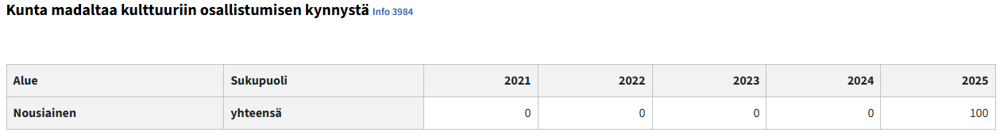 Kunta madaltaa kulttuuriin osallistumisen kynnystä Info 3984
Alue Sukupuoli 2021 2022 2023 2024 2025
Nousiainen yhteensä 0 0 0 0 100